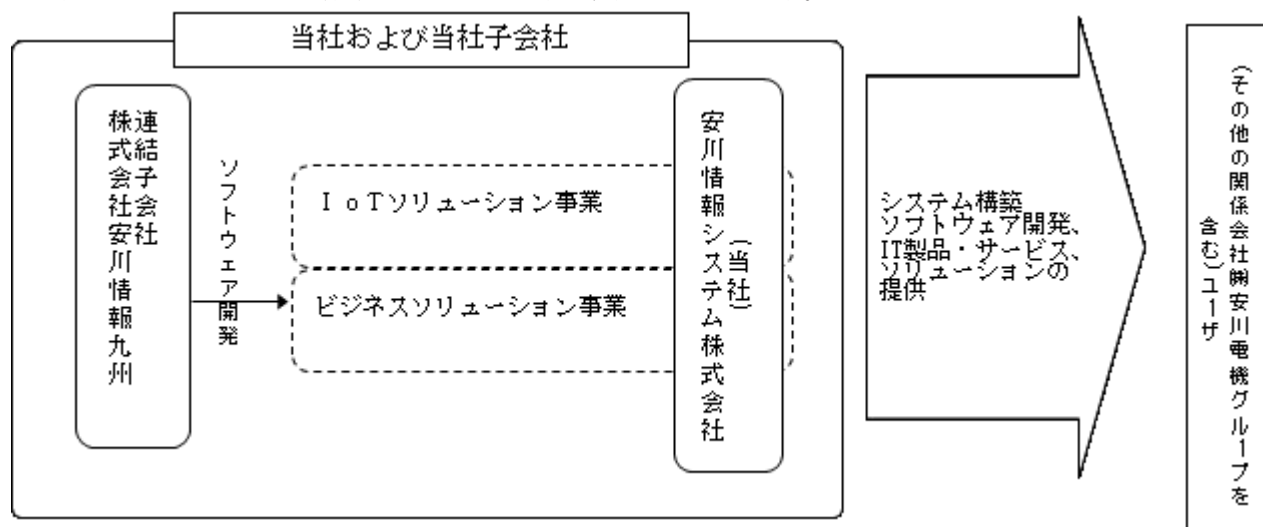 当社および当社子会社
連結子会社
株式会社安川情報九州
ソフトウェア開発
ＩｏＴソリューション事業
ビジネスソリューション事業
安川情報システム株式会社
（当社）
システム構築
ソフトウェア開発、
IT製品・サービス、
ソリューションの
提供
（その他の関係会社㈱安川電機グループを
含む）ユーザ